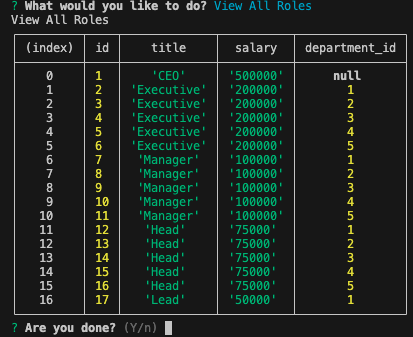 ? What would you like to do? View All Roles
View All Roles
(index) id title salary department_id
0 1 'CEO' '500000' null
1 2 'Executive' '200000' 1
2 3 'Executive' '200000' 2
3 4 'Executive' '200000' 3
4 5 'Executive' '200000' 4
5 6 'Executive' '200000' 5
6 7 'Manager' '100000' 1
7 8 'Manager' '100000' 2
8 9 'Manager' '100000' 3
9 10 'Manager' '100000' 4
10 11 'Manager' '100000' 5
11 12 'Head' '75000' 1
12 13 'Head' '75000' 2
13 14 'Head' '75000' 3
14 15 'Head' '75000' 4
15 16 'Head' '75000' 5
16 17 'Lead' '50000' 1
? Are you done? (Y/n)